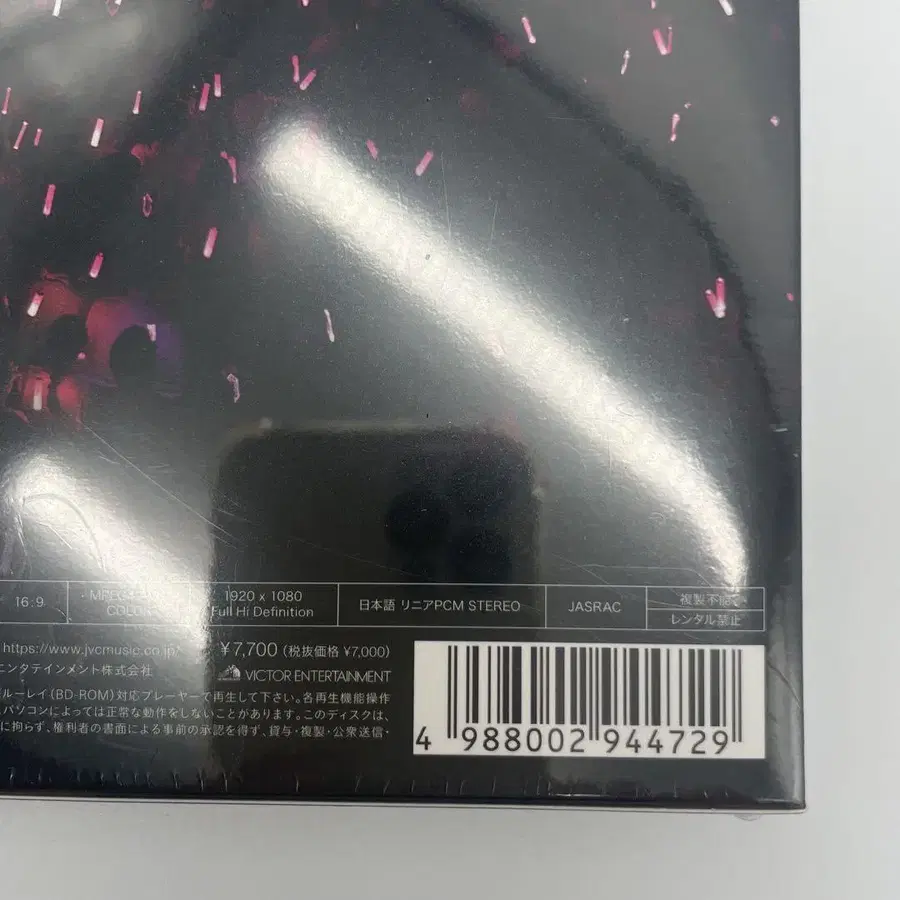 16:9
COLOR
1920 x 1080
Full Hi Definition
日本語 リニアPCM STEREO
JASRAC
複製不能
レンタル禁止
https://www.jvcmusic.co.jp
¥7,700 (税抜価格 ¥7,000)
エンタテインメント株式会社
VICTOR ENTERTAINMENT
ブルーレイ(BD-ROM)対応プレーヤーで再生して下さい。各再生機能操作
パソコンによっては正常な動作をしないことがあります。このディスクは、
に拘らず、権利者の書面による事前の承認を得ず、貸与・複製・公衆送信・
4 988002 944729